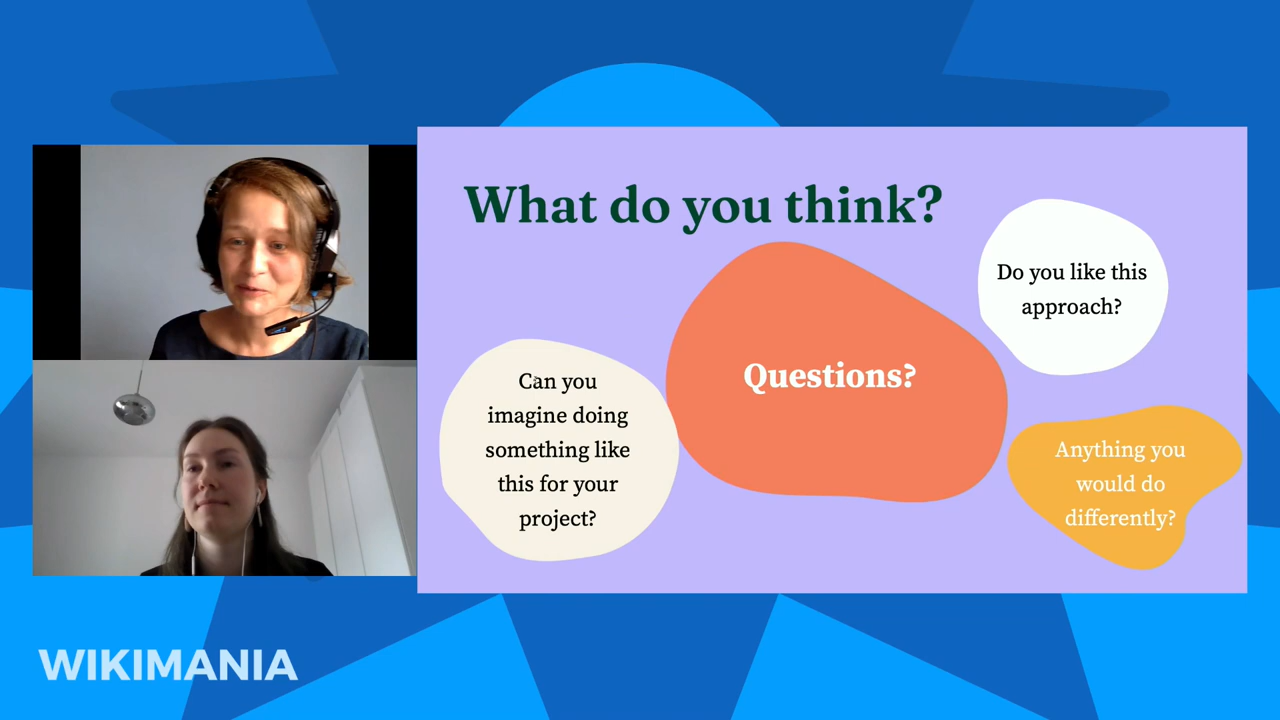 What do you think?
Do you like this
approach?
Questions?
Can you
imagine doing
something like
this for your
project?
Anything you
would do
differently?
WIKIMANIA